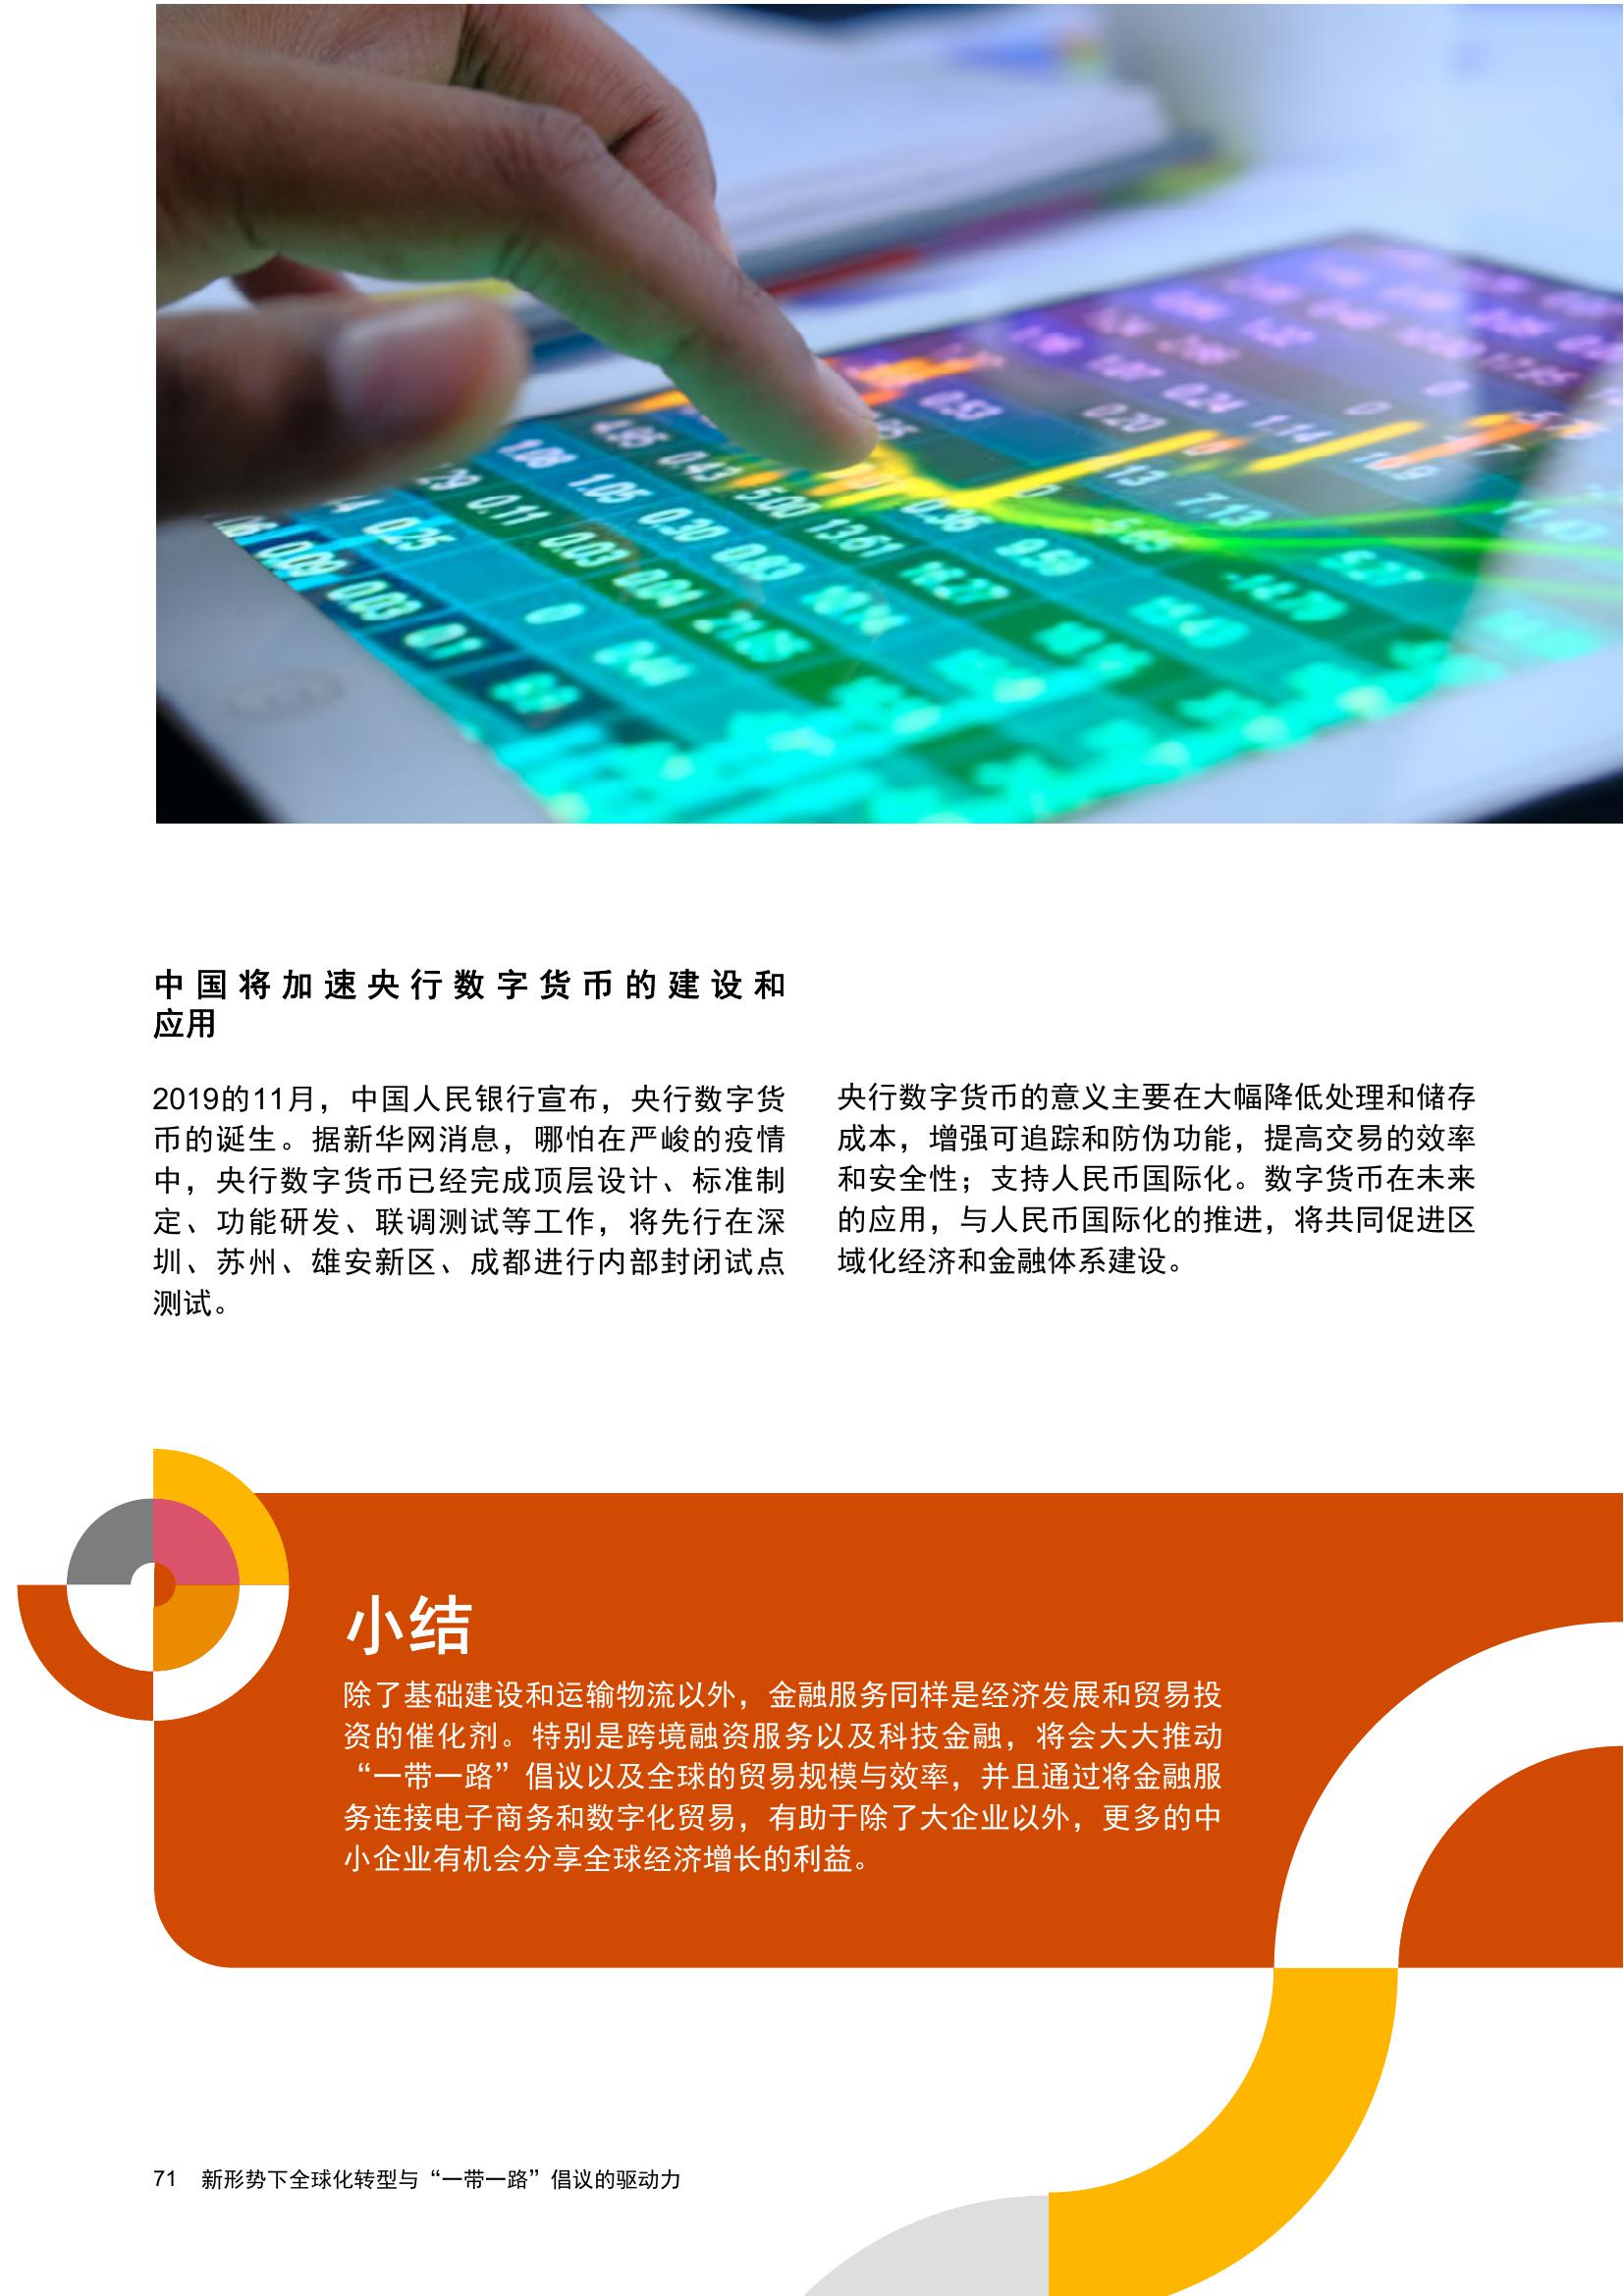 中国将加速央行数字货币的建设和
应用
2019的11月，中国人民银行宣布，央行数字货
币的诞生。据新华网消息，哪怕在严峻的疫情
中，央行数字货币已经完成顶层设计、标准制
定、功能研发、联调测试等工作，将先行在深
圳、苏州、雄安新区、成都进行内部封闭试点
测试。
央行数字货币的意义主要在大幅降低处理和储存
成本，增强可追踪和防伪功能，提高交易的效率
和安全性；支持人民币国际化。数字货币在未来
的应用，与人民币国际化的推进，将共同促进区
域化经济和金融体系建设。
小结
除了基础建设和运输物流以外，金融服务同样是经济发展和贸易投
资的催化剂。特别是跨境融资服务以及科技金融，将会大大推动
“一带一路”倡议以及全球的贸易规模与效率，并且通过将金融服
务连接电子商务和数字化贸易，有助于除了大企业以外，更多的中
小企业有机会分享全球经济增长的利益。
71 新形势下全球化转型与“一带一路”倡议的驱动力